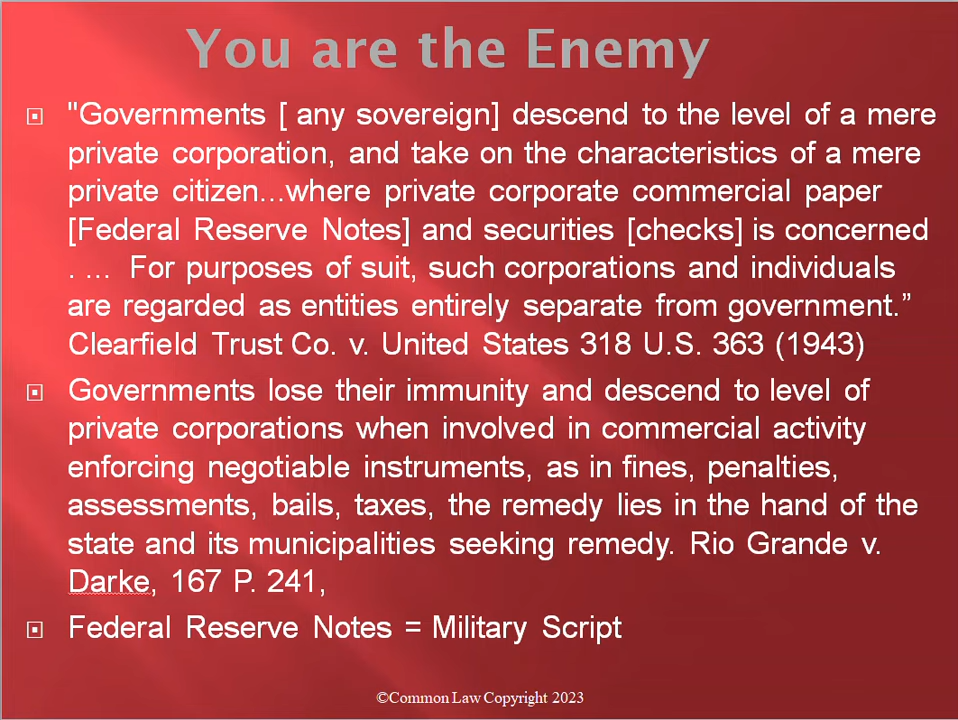 You are the Enemy
"Governments [ any sovereign] descend to the level of a mere
private corporation, and take on the characteristics of a mere
private citizen...where private corporate commercial paper
[Federal Reserve Notes] and securities [checks] is concerned
. ... For purposes of suit, such corporations and individuals
are regarded as entities entirely separate from government.”
Clearfield Trust Co. v. United States 318 U.S. 363 (1943)
Governments lose their immunity and descend to level of
private corporations when involved in commercial activity
enforcing negotiable instruments, as in fines, penalties,
assessments, bails, taxes, the remedy lies in the hand of the
state and its municipalities seeking remedy. Rio Grande v.
Darke, 167 P. 241,
Federal Reserve Notes = Military Script
©Common Law Copyright 2023